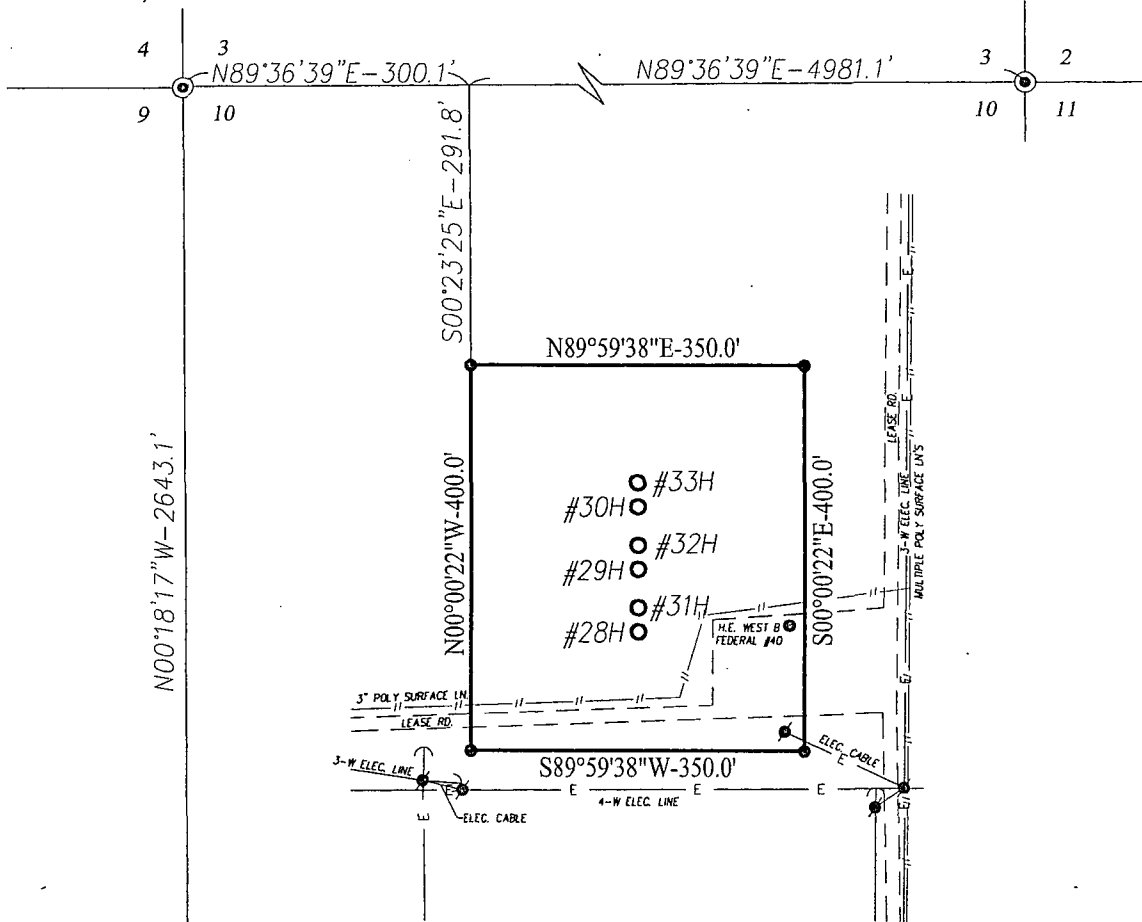 4 3
N89°36'39"E-300.1'
N89°36'39"E-4981.1'
3 2
9 10
10 11
S00°23'25"E-291.8'
N89°59'38"E-350.0'
N00°18'17"W-2643.1'
N00°00'22"W-400.0'
S00°00'22"E-400.0'
#33H
#30H
#32H
#29H
#31H
#28H
H.E. WEST B
FEDERAL #40
LEASE RD.
3-W ELEC. LINE
MULTIPLE POLY SURFACE LN'S
E
E
E
E
E
E
3" POLY SURFACE LN.
LEASE RD.
3-W ELEC. LINE
S89°59'38"W-350.0'
ELEC. CABLE
E
E E E E
4-W ELEC. LINE
ELEC. CABLE
E